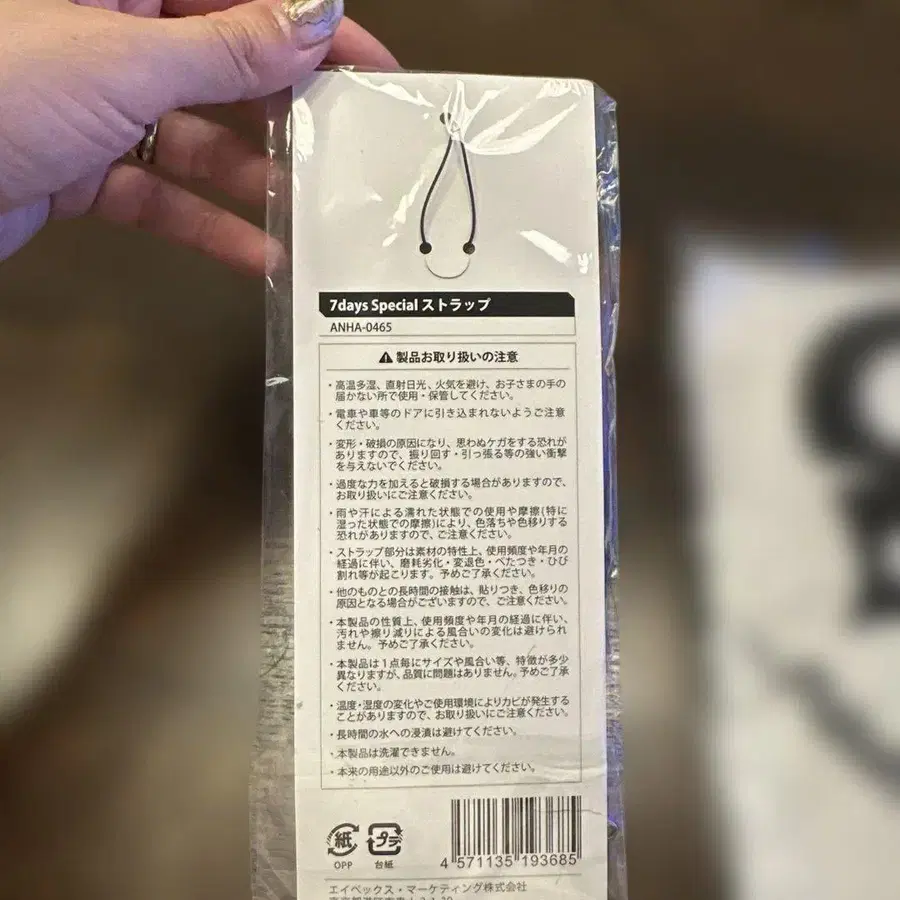 7days Special ストラップ
ANHA-0465
⚠製品お取り扱いの注意
・高温多湿、直射日光、火気を避け、お子さまの手の
届かない所で使用・保管してください。
・電車や車等のドアに引き込まれないようご注意
ください。
・変形・破損の原因になり、思わぬケガをする恐れが
ありますので、振り回す・引っ張る等の強い衝撃
を与えないでください。
・過度な力を加えると破損する場合がありますので、
お取り扱いにご注意ください。
・雨や汗による濡れた状態での使用や摩擦(特に
湿った状態での摩擦)により、色落ちや色移りする
恐れがありますので、ご注意ください。
・ストラップ部分は素材の特性上、使用頻度や年月の
経過に伴い、磨耗劣化・変退色・べたつき・ひび
割れ等が起こります。予めご了承ください。
・他のものとの長時間の接触は、貼りつき、色移りの
原因となる場合がございますので、ご注意ください。
・本製品の性質上、使用頻度や年月の経過に伴い、
汚れや擦り減りによる風合いの変化は避けられ
ません。予めご了承ください。
・本製品は1点毎にサイズや風合い等、特徴が多少
異なりますが、品質に問題はありません。予めご了承
ください。
・温度・湿度の変化やご使用環境によりカビが発生する
ことがありますので、お取り扱いにご注意ください。
・長時間の水への浸漬は避けてください。
・本製品は洗濯できません。
・本来の用途以外のご使用は避けてください。
紙 プラ
OPP 台紙
4 571135 193685
エイベックス・マーケティング株式会社